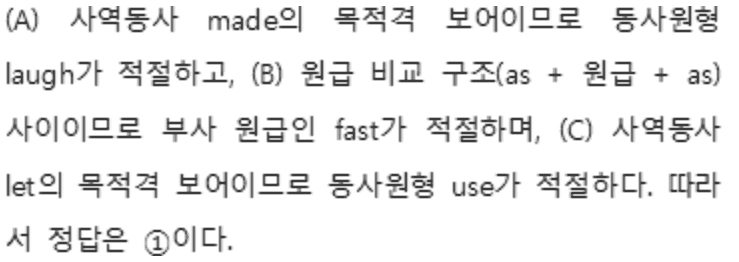 (A) 사역동사 made의 목적격 보어이므로 동사원형
laugh가 적절하고, (B) 원급 비교 구조(as + 원급 + as)
사이이므로 부사 원급인 fast가 적절하며, (C) 사역동사
let의 목적격 보어이므로 동사원형 use가 적절하다. 따라
서 정답은 ①이다.